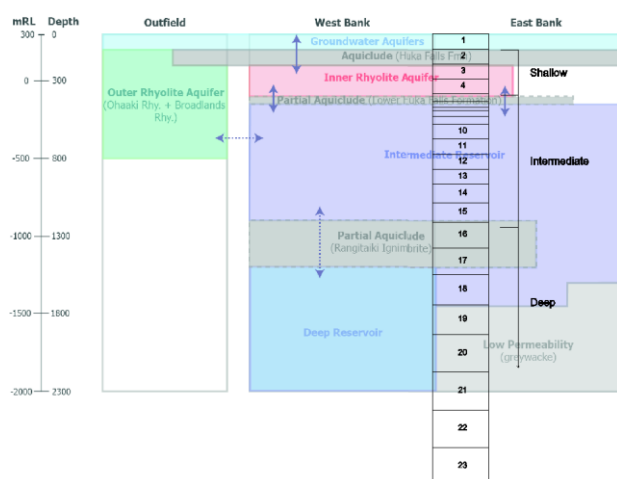 mRL Depth Outfield West Bank East Bank
300 0
0 300
-500 800
-1000 1300
-1500 1800
-2000 2300
Groundwater Aquifers
Aquiclude (Huka Falls Fmn)
Inner Rhyolite Aquifer
Partial Aquiclude (Lower Huka Falls Formation)
Outer Rhyolite Aquifer
(Ohaaki Rhy. + Broadlands
Rhy.)
Intermediate Reservoir
Partial Aquiclude
(Rangitaiki Ignimbrite)
Deep Reservoir
Low Permeability
(greywacke)
1
2
3
4
10
11
12
13
14
15
16
17
18
19
20
21
22
23
Shallow
Intermediate
Deep